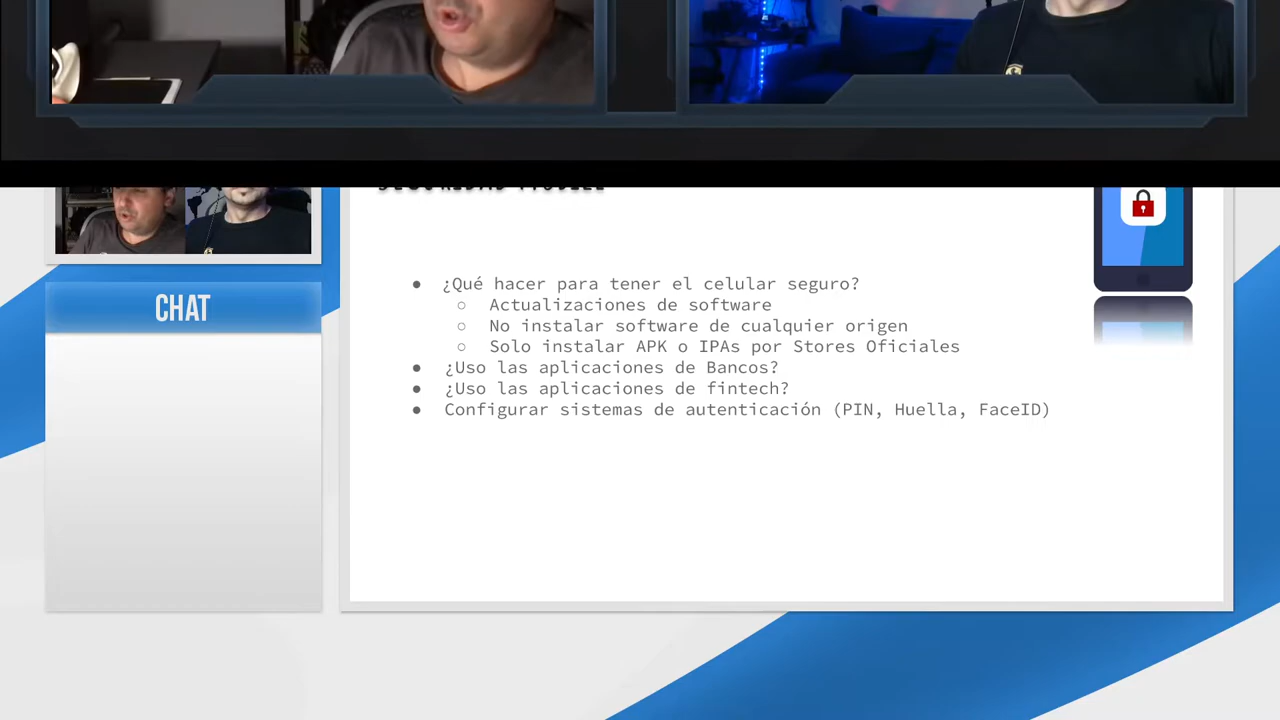 SEGURIDAD MOBILE
CHAT
¿Qué hacer para tener el celular seguro?
Actualizaciones de software
No instalar software de cualquier origen
Solo instalar APK o IPAs por Stores Oficiales
¿Uso las aplicaciones de Bancos?
¿Uso las aplicaciones de fintech?
Configurar sistemas de autenticación (PIN, Huella, FaceID)